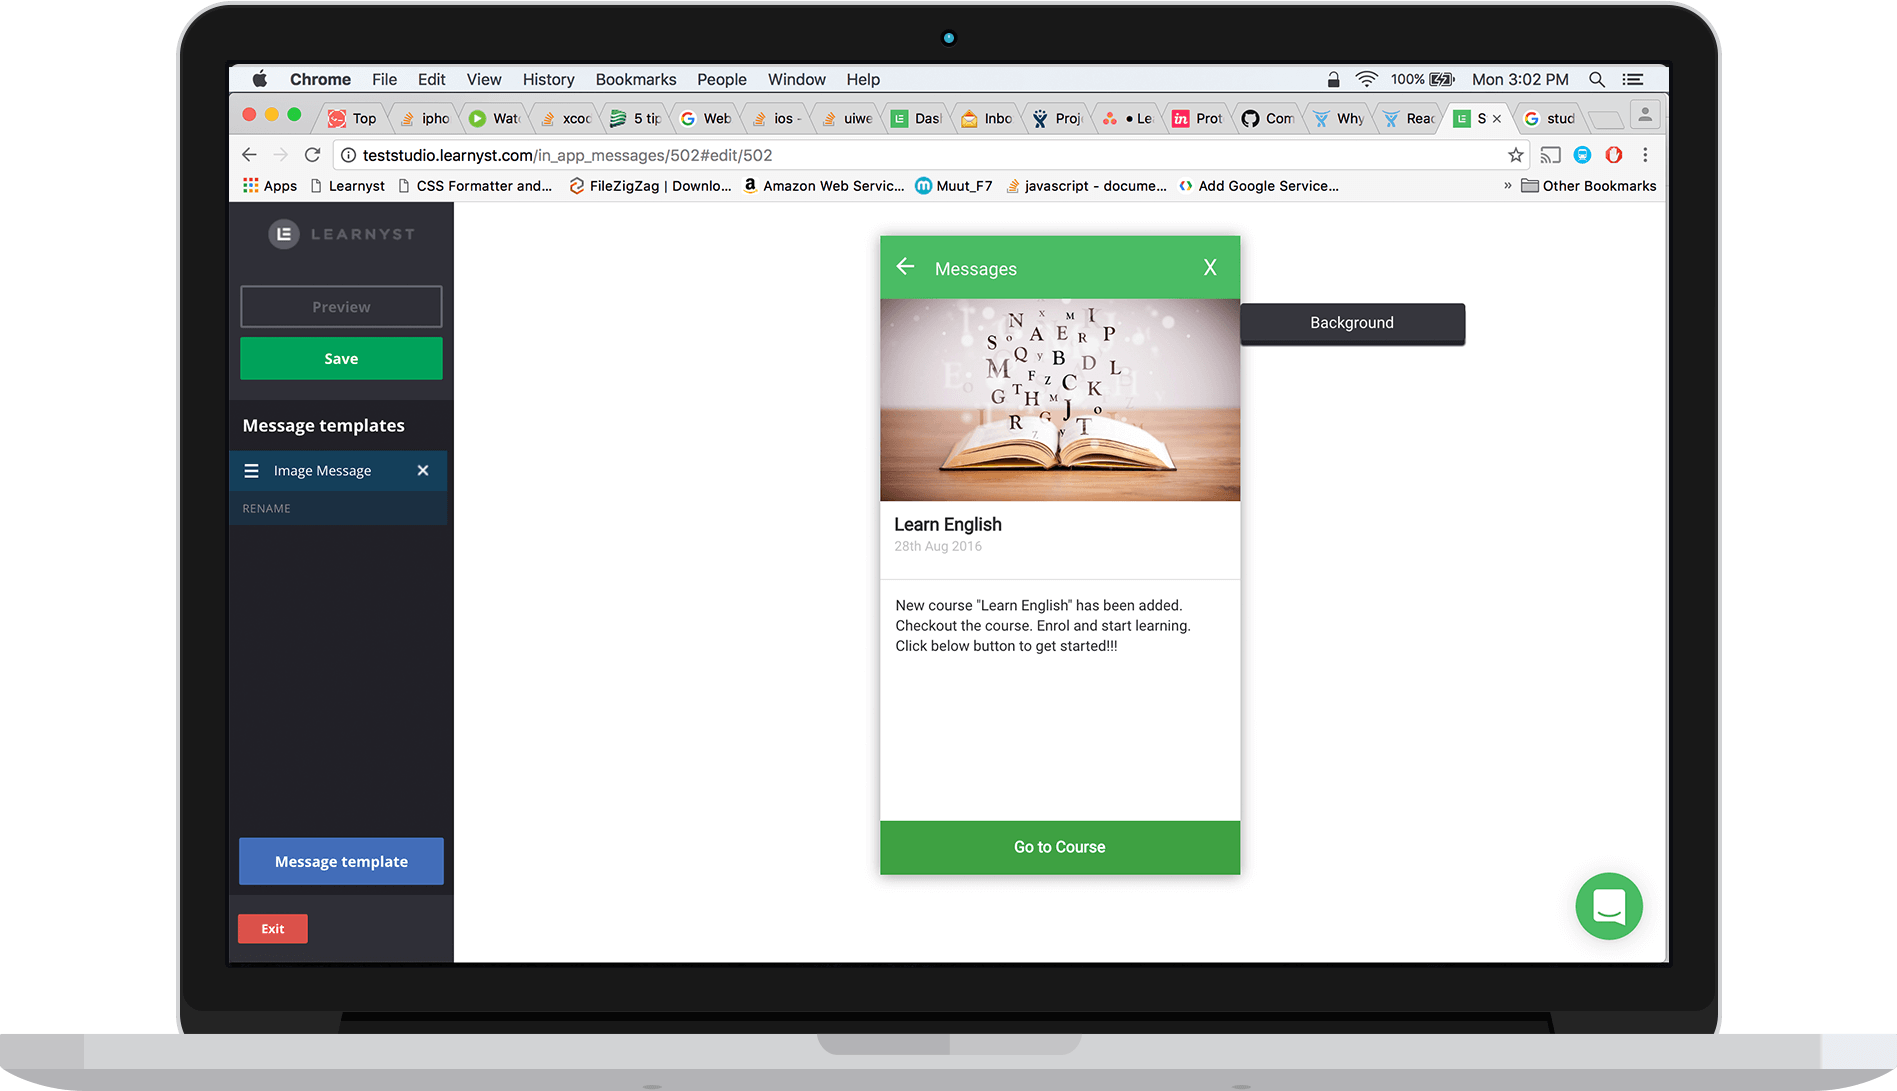 Chrome File Edit View History Bookmarks People Window Help 100% Mon 3:02 PM
Top ipho Wat xcod 5 tip Web ios - uiwe Dash Inbo Proj Le Prot Com Why Reac S stud
teststudio.learnyst.com/in_app_messages/502#edit/502
Apps Learnyst CSS Formatter and... FileZigZag | Downlo... Amazon Web Servic... Muut_F7 javascript - docume... Add Google Service... » Other Bookmarks
LEARNYST
Preview
Save
Message templates
Image Message
RENAME
Message template
Exit
Messages X
Background
Learn English
28th Aug 2016
New course "Learn English" has been added.
Checkout the course. Enrol and start learning.
Click below button to get started!!!
Go to Course